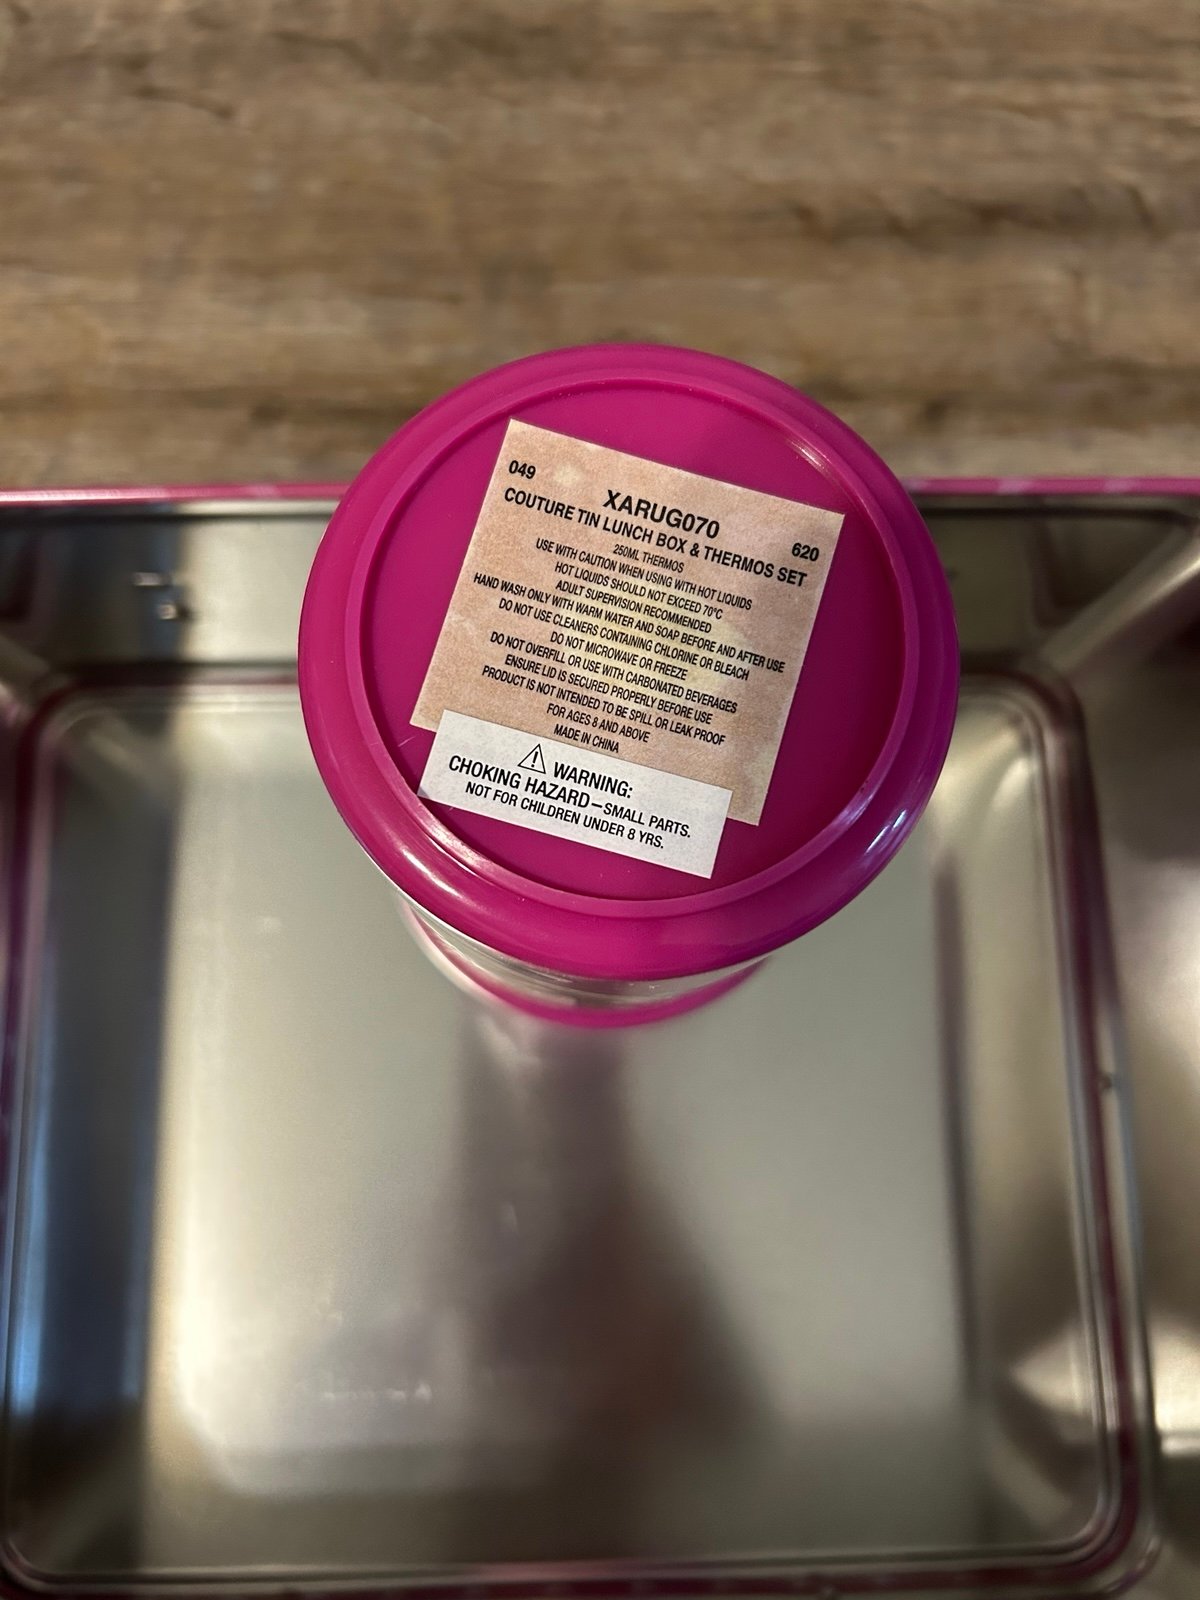 049
XARUG070
620
COUTURE TIN LUNCH BOX & THERMOS SET
250ML THERMOS
USE WITH CAUTION WHEN USING WITH HOT LIQUIDS
HOT LIQUIDS SHOULD NOT EXCEED 70°C
ADULT SUPERVISION RECOMMENDED
HAND WASH ONLY WITH WARM WATER AND SOAP BEFORE AND AFTER USE
DO NOT USE CLEANERS CONTAINING CHLORINE OR BLEACH
DO NOT MICROWAVE OR FREEZE
DO NOT OVERFILL OR USE WITH CARBONATED BEVERAGES
ENSURE LID IS SECURED PROPERLY BEFORE USE
PRODUCT IS NOT INTENDED TO BE SPILL OR LEAK PROOF
FOR AGES 8 AND ABOVE
MADE IN CHINA
WARNING:
CHOKING HAZARD–SMALL PARTS.
NOT FOR CHILDREN UNDER 8 YRS.